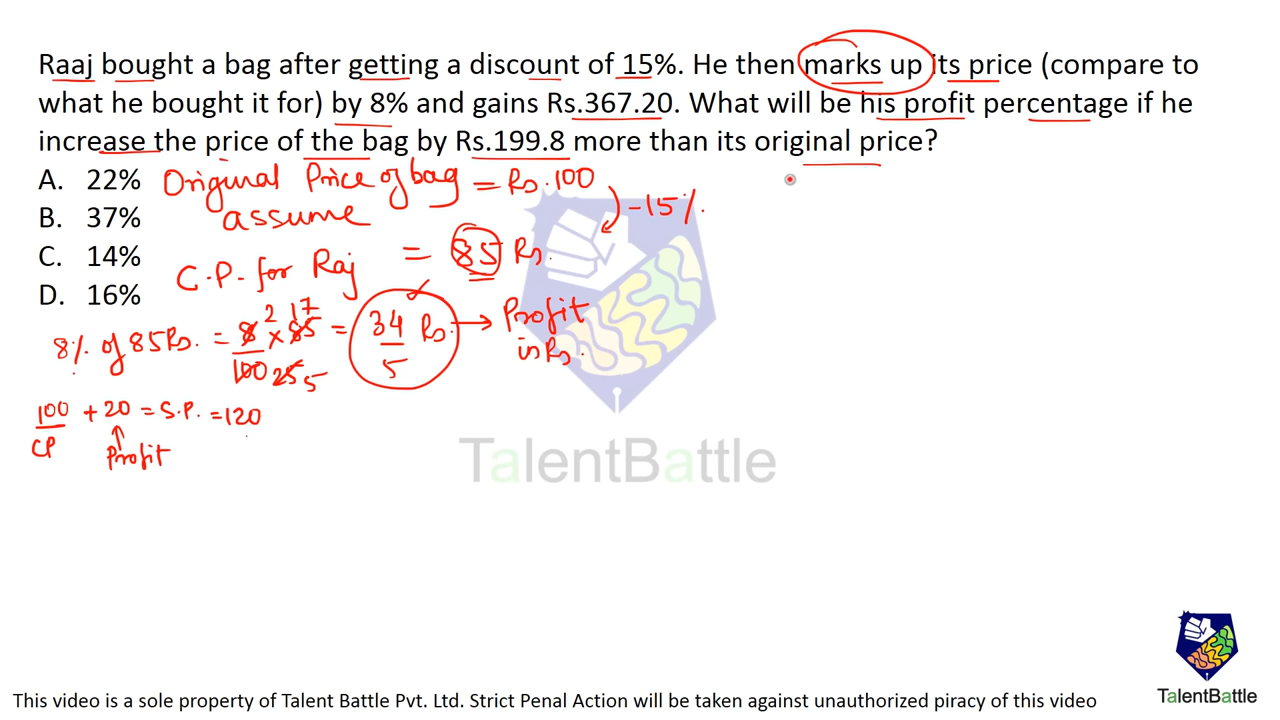 Raaj bought a bag after getting a discount of 15%. He then marks up its price (compare to
what he bought it for) by 8% and gains Rs.367.20. What will be his profit percentage if he
increase the price of the bag by Rs.199.8 more than its original price?
A. 22%
B. 37%
C. 14%
D. 16%
Original Price of bag = Rs.100
assume
-15%.
C.P. for Raj = 85 Rs.
8% of 85Rs. = 8 2 x 85 17 / 100 25 5 = 34/5 Rs. → Profit
in Rs.
100 + 20 = S.P. = 120
CP ↑ Profit
TalentBattle
TalentBattle
This video is a sole property of Talent Battle Pvt. Ltd. Strict Penal Action will be taken against unauthorized piracy of this video